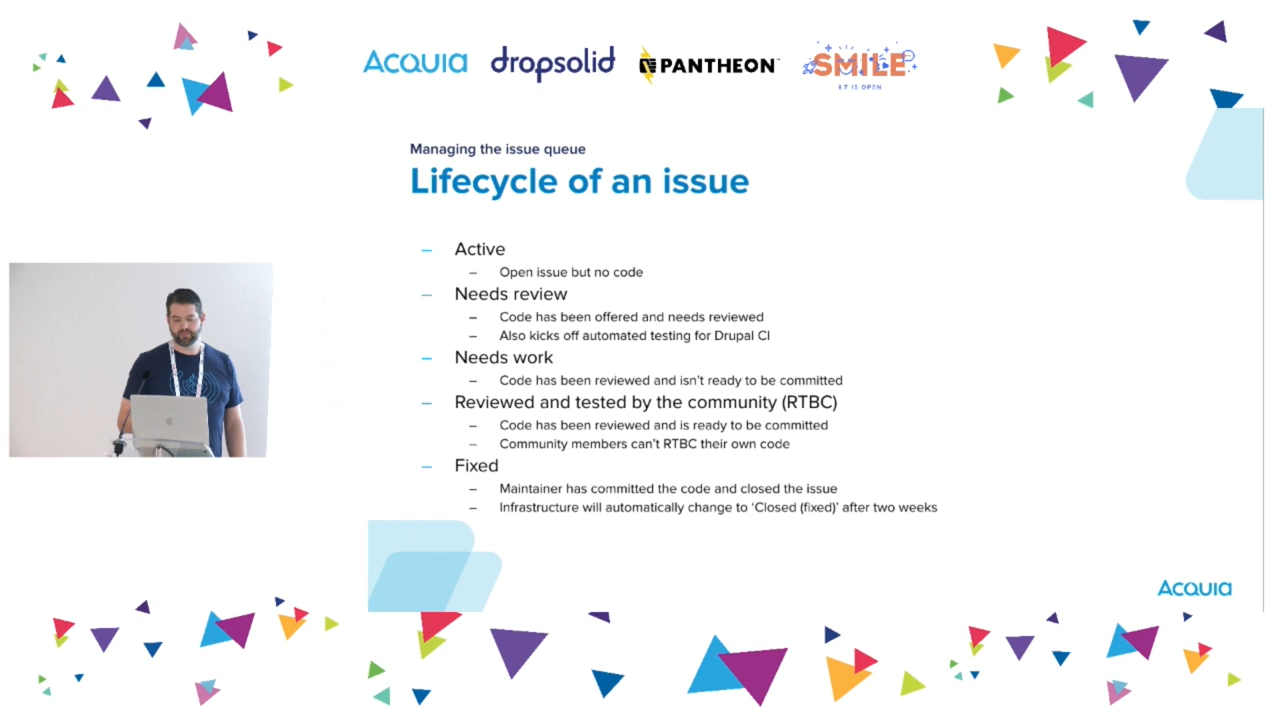 Acquia
dropsolid
PANTHEON
SMILE
I.T IS OPEN
Managing the issue queue
Lifecycle of an issue
– Active
– Open issue but no code
– Needs review
– Code has been offered and needs reviewed
– Also kicks off automated testing for Drupal CI
– Needs work
– Code has been reviewed and isn't ready to be committed
– Reviewed and tested by the community (RTBC)
– Code has been reviewed and is ready to be committed
– Community members can't RTBC their own code
– Fixed
– Maintainer has committed the code and closed the issue
– Infrastructure will automatically change to 'Closed (fixed)' after two weeks
Acquia